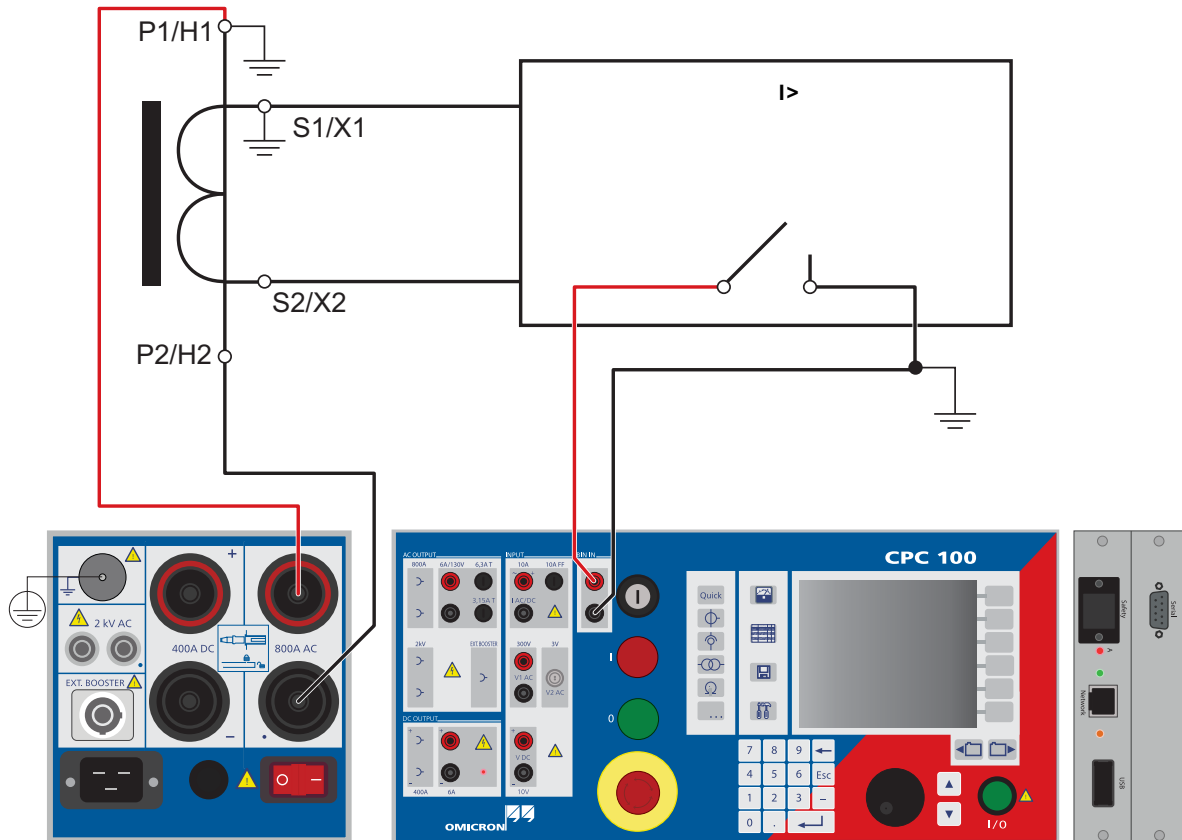 P1/H1
I>
S1/X1
S2/X2
P2/H2
+
2 kV AC
400A DC
800A AC
EXT. BOOSTER
–
AC OUTPUT
800A
6A/130V
6,3A T
3,15A T
2kV
EXT.BOOSTER
DC OUTPUT
400A
6A
INPUT
10A
10A FF
I AC/DC
300V
3V
V1 AC
V2 AC
V DC
10V
BIN IN
OMICRON
I
I
0
CPC 100
Quick
Ω
...
7 8 9
4 5 6 Esc
1 2 3 –
0 .
I/O
Safety
A
Network
USB
Serial